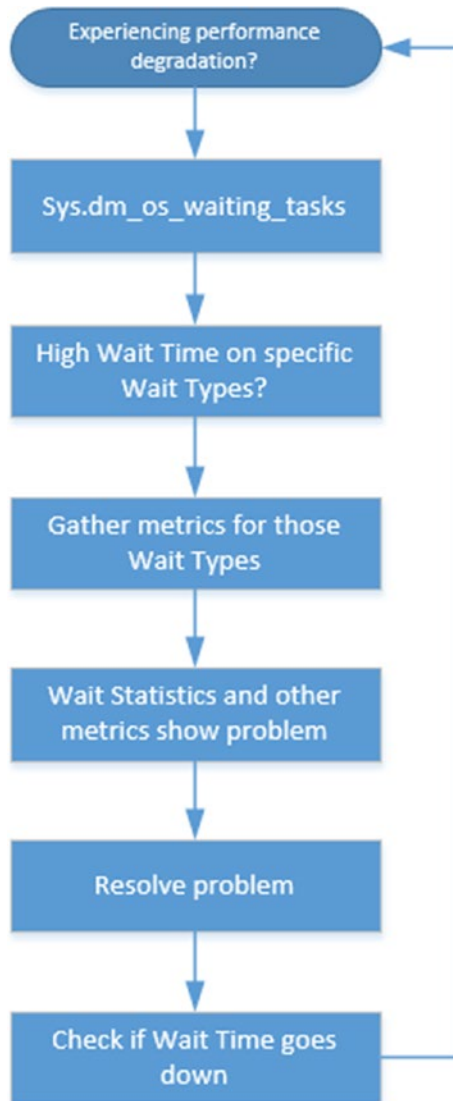 Experiencing performance
degradation?
Sys.dm_os_waiting_tasks
High Wait Time on specific
Wait Types?
Gather metrics for those
Wait Types
Wait Statistics and other
metrics show problem
Resolve problem
Check if Wait Time goes
down